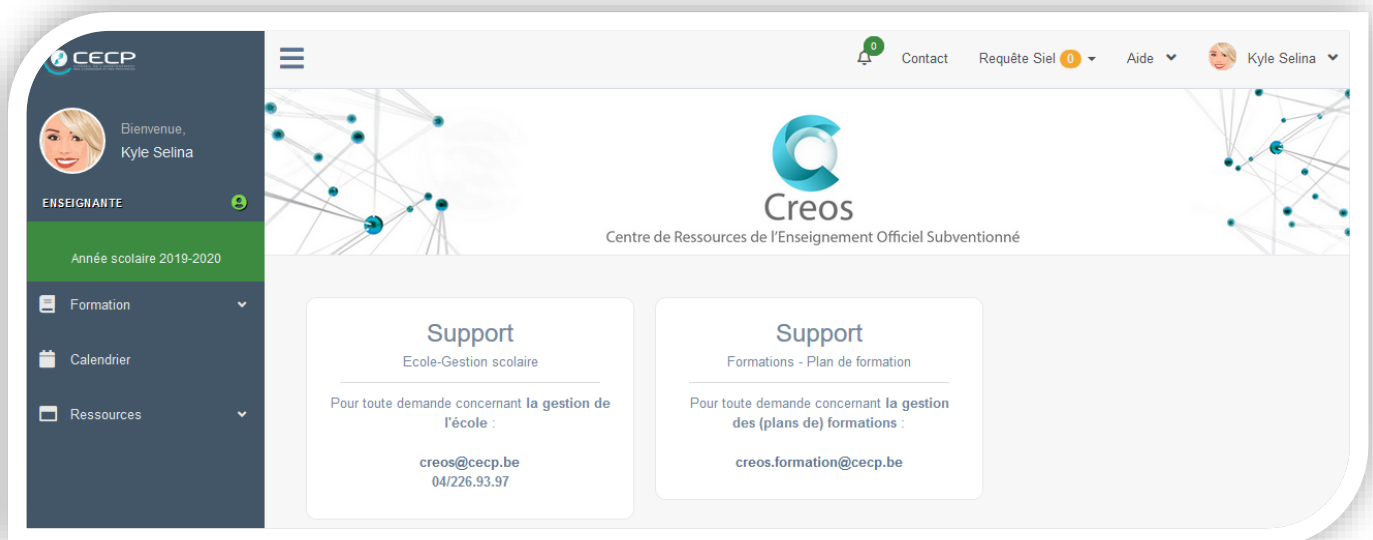 CECP
0
Contact
Requête Siel 0
Aide
Kyle Selina
Bienvenue,
Kyle Selina
ENSEIGNANTE
Année scolaire 2019-2020
Formation
Calendrier
Ressources
Creos
Centre de Ressources de l'Enseignement Officiel Subventionné
Support
Ecole-Gestion scolaire
Pour toute demande concernant la gestion de
l'école :
creos@cecp.be
04/226.93.97
Support
Formations - Plan de formation
Pour toute demande concernant la gestion
des (plans de) formations :
creos.formation@cecp.be